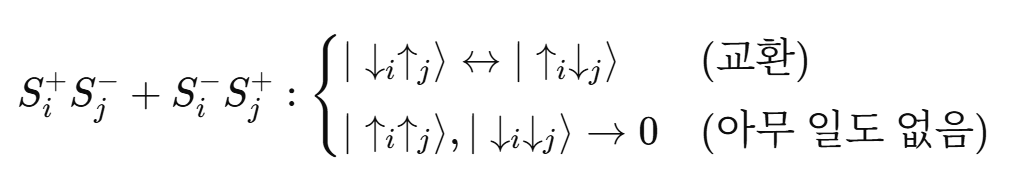 S_i^+ S_j^- + S_i^- S_j^+ : { | ↓_i ↑_j ⟩ ↔ | ↑_i ↓_j ⟩ (교환)
| ↑_i ↑_j ⟩, | ↓_i ↓_j ⟩ → 0 (아무 일도 없음)